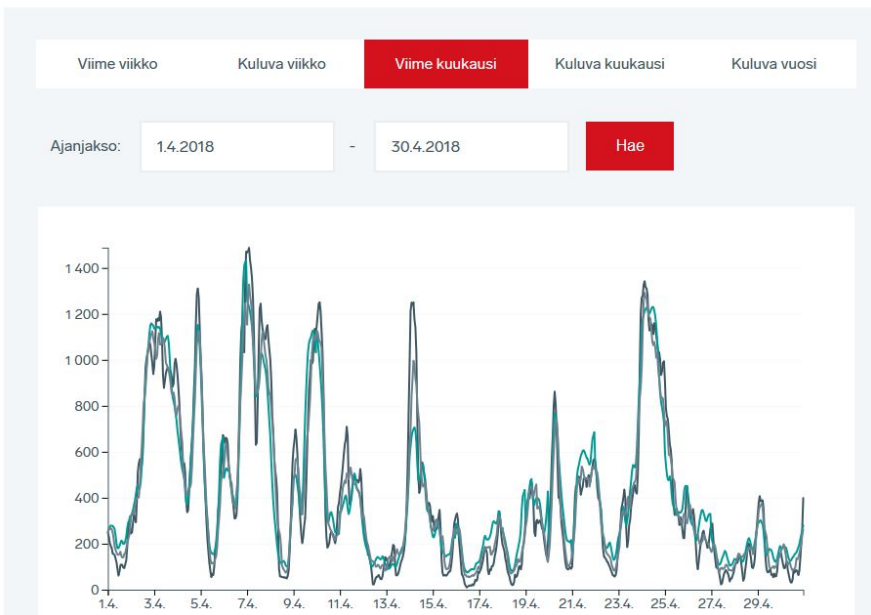 Viime viikko Kuluva viikko Viime kuukausi Kuluva kuukausi Kuluva vuosi
Ajanjakso: 1.4.2018 - 30.4.2018 Hae
1 400
1 200
1 000
800
600
400
200
0
1.4. 3.4. 5.4. 7.4. 9.4. 11.4. 13.4. 15.4. 17.4. 19.4. 21.4. 23.4. 25.4. 27.4. 29.4.